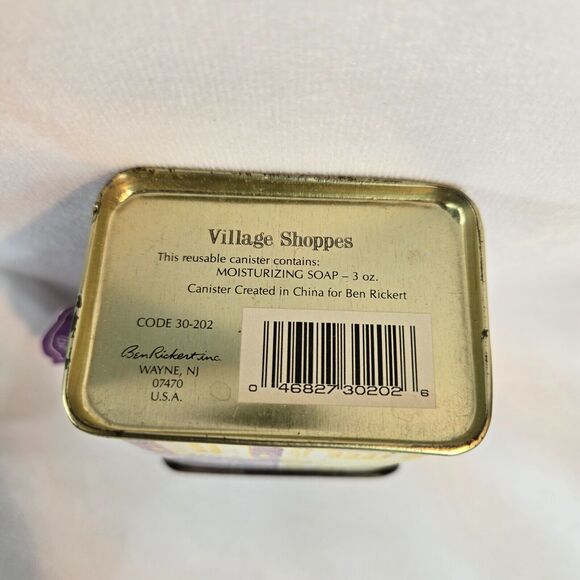 Village Shoppes
This reusable canister contains:
MOISTURIZING SOAP – 3 oz.
Canister Created in China for Ben Rickert
CODE 30-202
Ben Rickert inc.
WAYNE, NJ
07470
U.S.A.
0 46827 30202 6